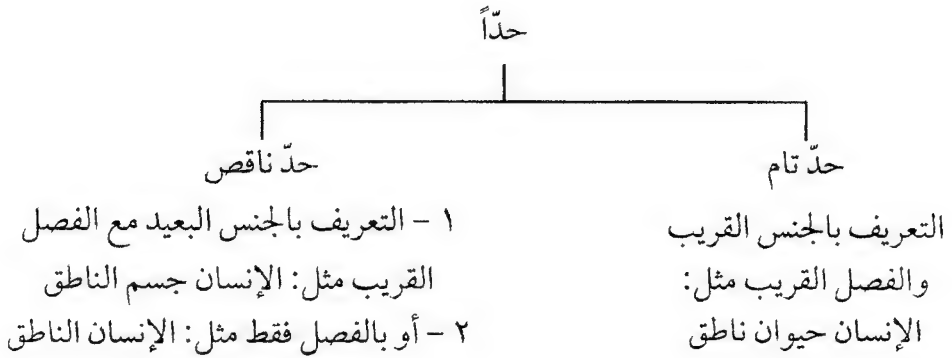 حدّاً
حدّ تام
التعريف بالجنس القريب
والفصل القريب مثل:
الإنسان حيوان ناطق
حدّ ناقص
١ – التعريف بالجنس البعيد مع الفصل
القريب مثل: الإنسان جسم الناطق
٢ – أو بالفصل فقط مثل: الإنسان الناطق